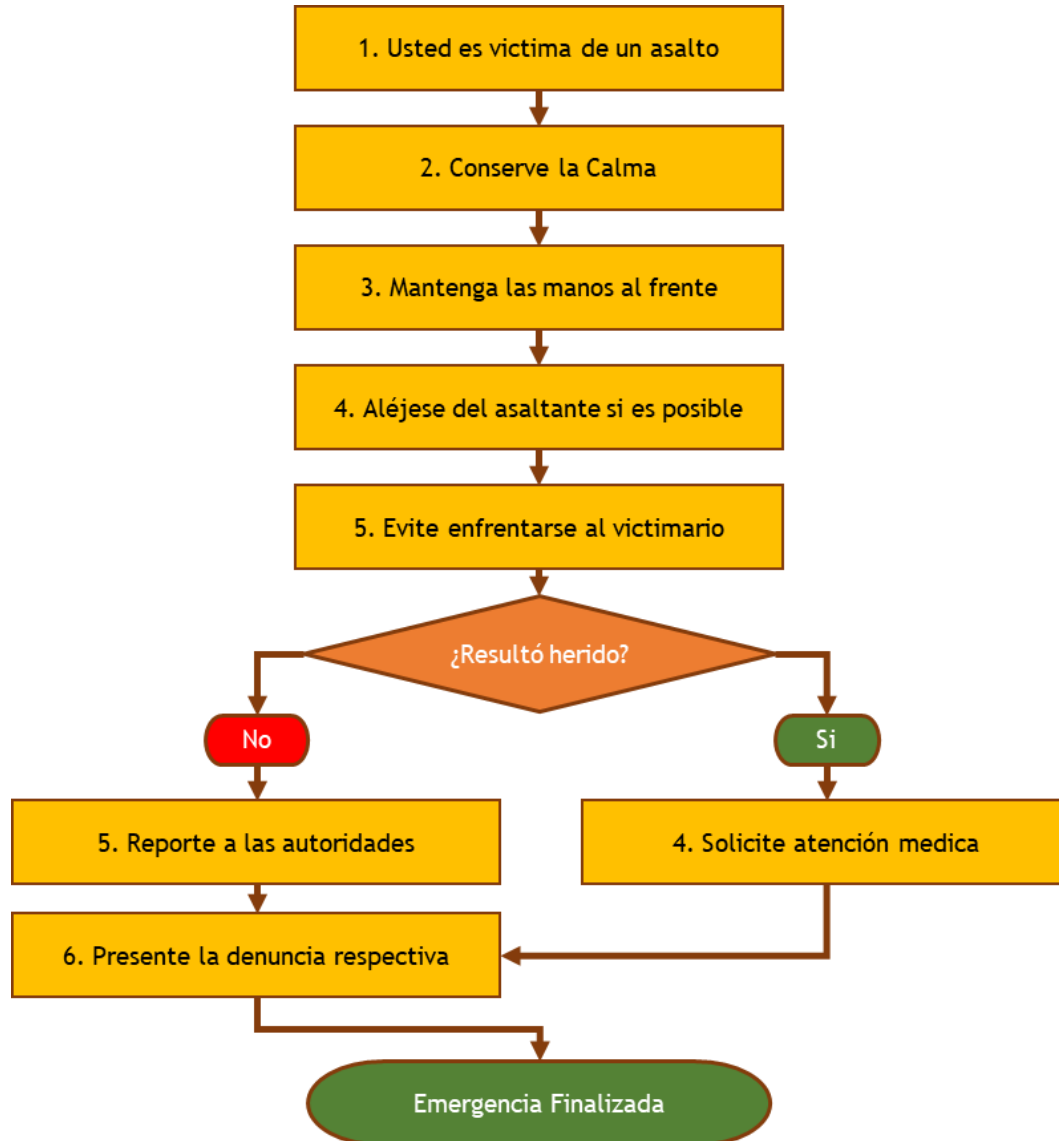 1. Usted es victima de un asalto
2. Conserve la Calma
3. Mantenga las manos al frente
4. Aléjese del asaltante si es posible
5. Evite enfrentarse al victimario
¿Resultó herido?
No
Si
5. Reporte a las autoridades
4. Solicite atención medica
6. Presente la denuncia respectiva
Emergencia Finalizada